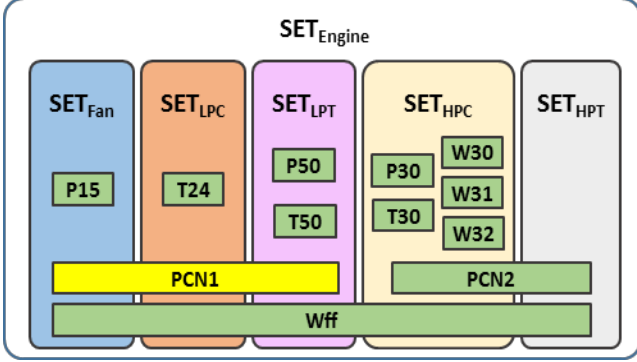 SETEngine
SETFan SETLPC SETLPT SETHPC SETHPT
P15 T24 P50 P30 W30
T50 T30 W31
W32
PCN1 PCN2
Wff